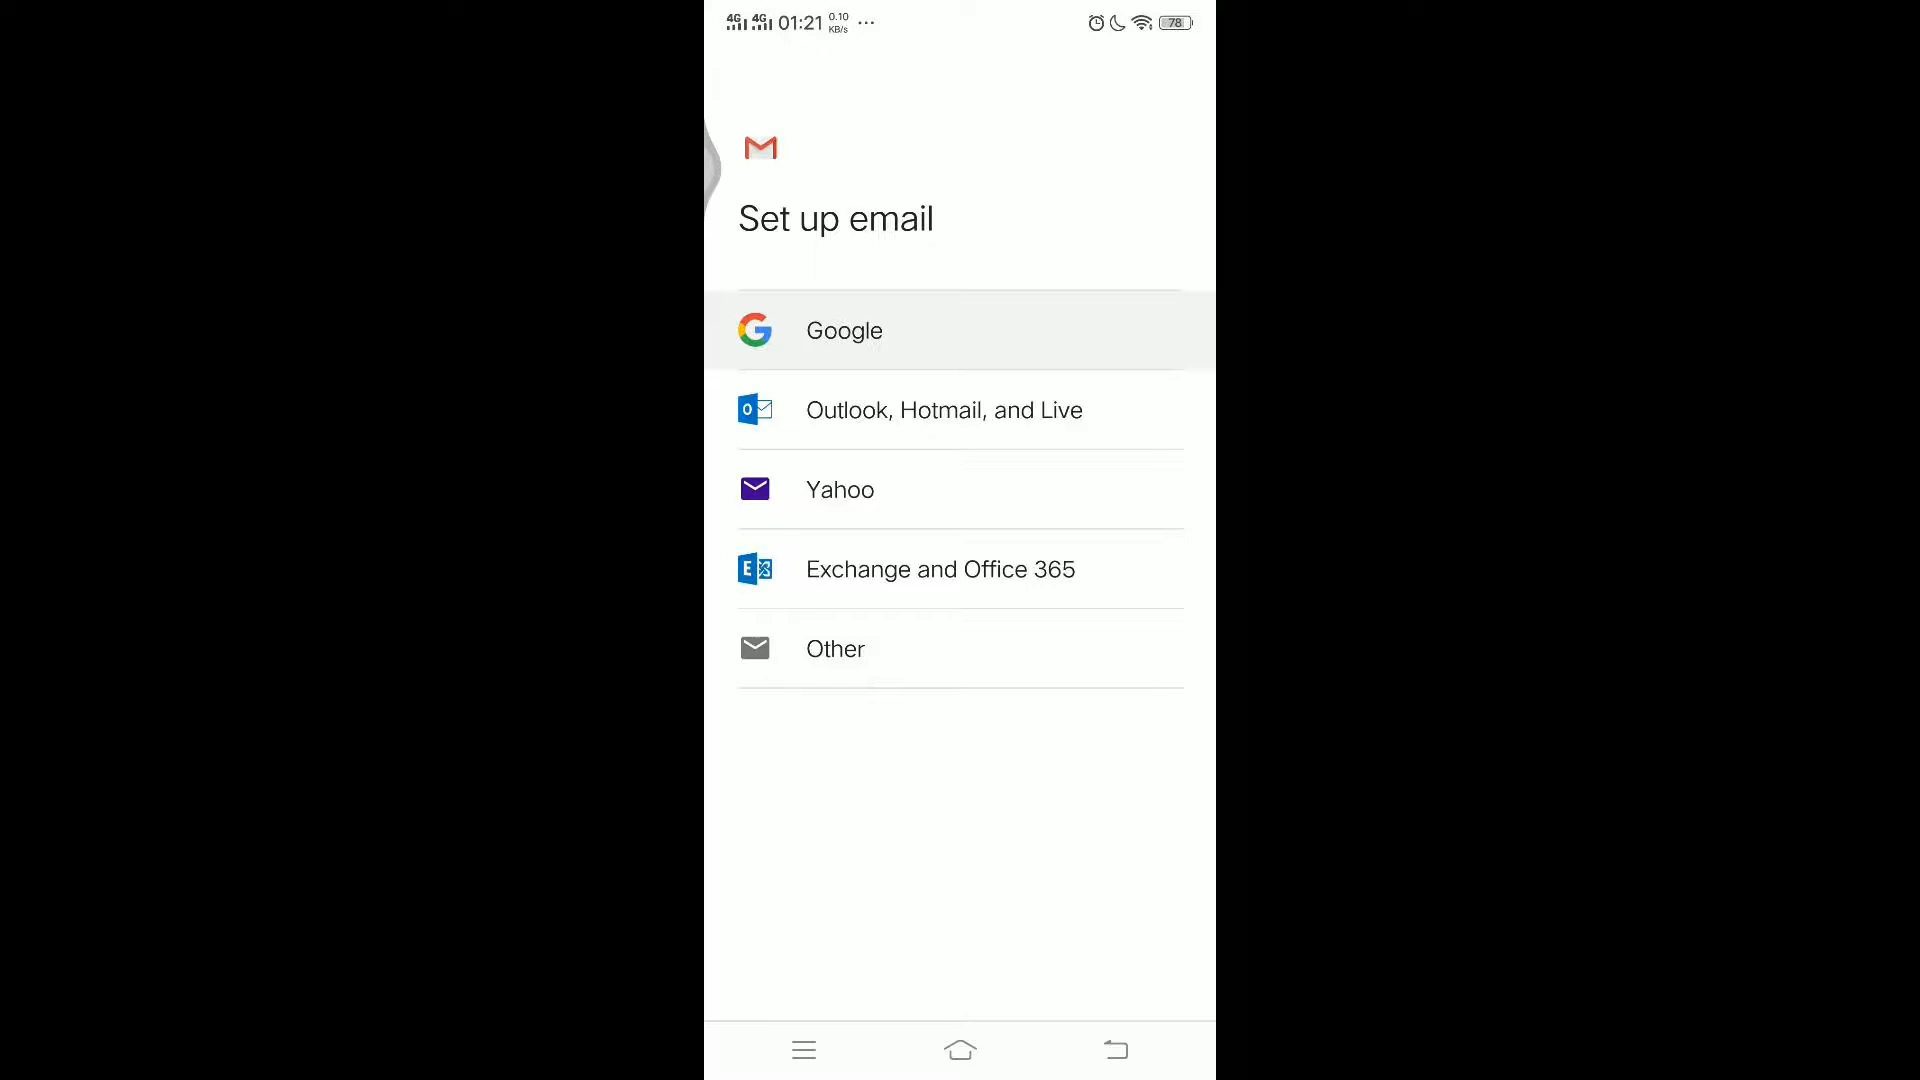 4G 4G 01:21 0.10 KB/s ... 78
Set up email
Google
Outlook, Hotmail, and Live
Yahoo
Exchange and Office 365
Other